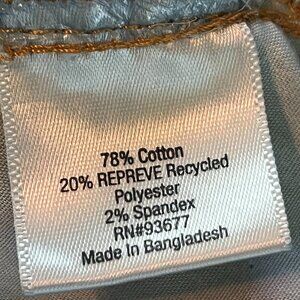 78% Cotton
20% REPREVE Recycled
Polyester
2% Spandex
RN#93677
Made In Bangladesh